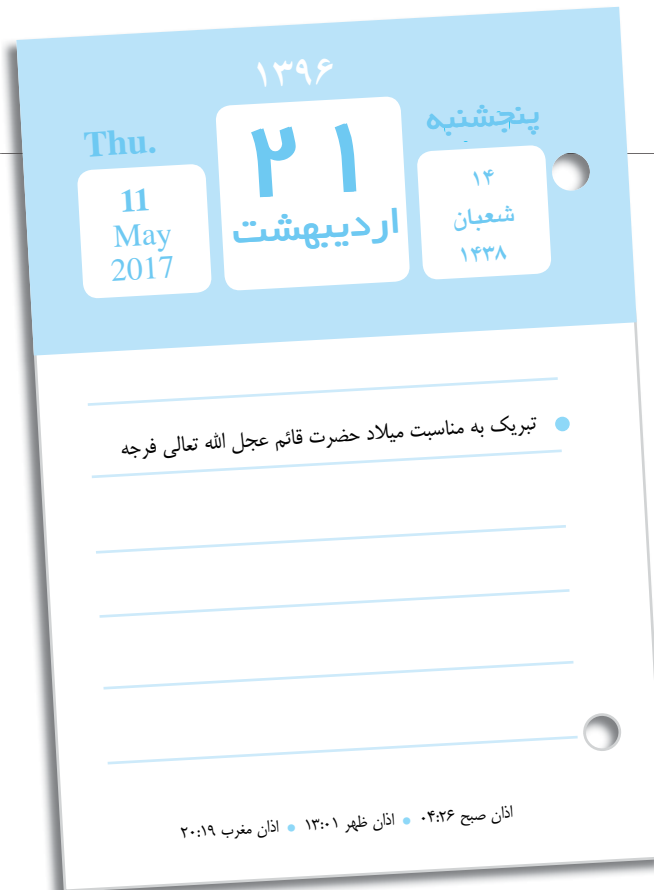 ۱۳۹۶
پنجشنبه
۱۴
شعبان
۱۴۳۸
۲۱
اردیبهشت
Thu.
11
May
2017
تبریک به مناسبت میلاد حضرت قائم عجل الله تعالی فرجه
اذان صبح ۰۴:۲۶ • اذان ظهر ۱۳:۰۱ • اذان مغرب ۲۰:۱۹